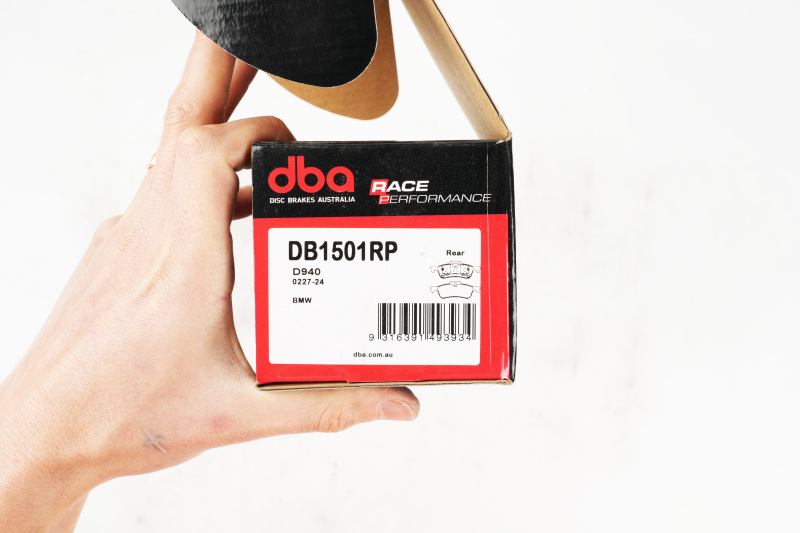 dba
DISC BRAKES AUSTRALIA
RACE
PERFORMANCE
DB1501RP
D940
0227-24
BMW
Rear
9 316391 493934
dba.com.au